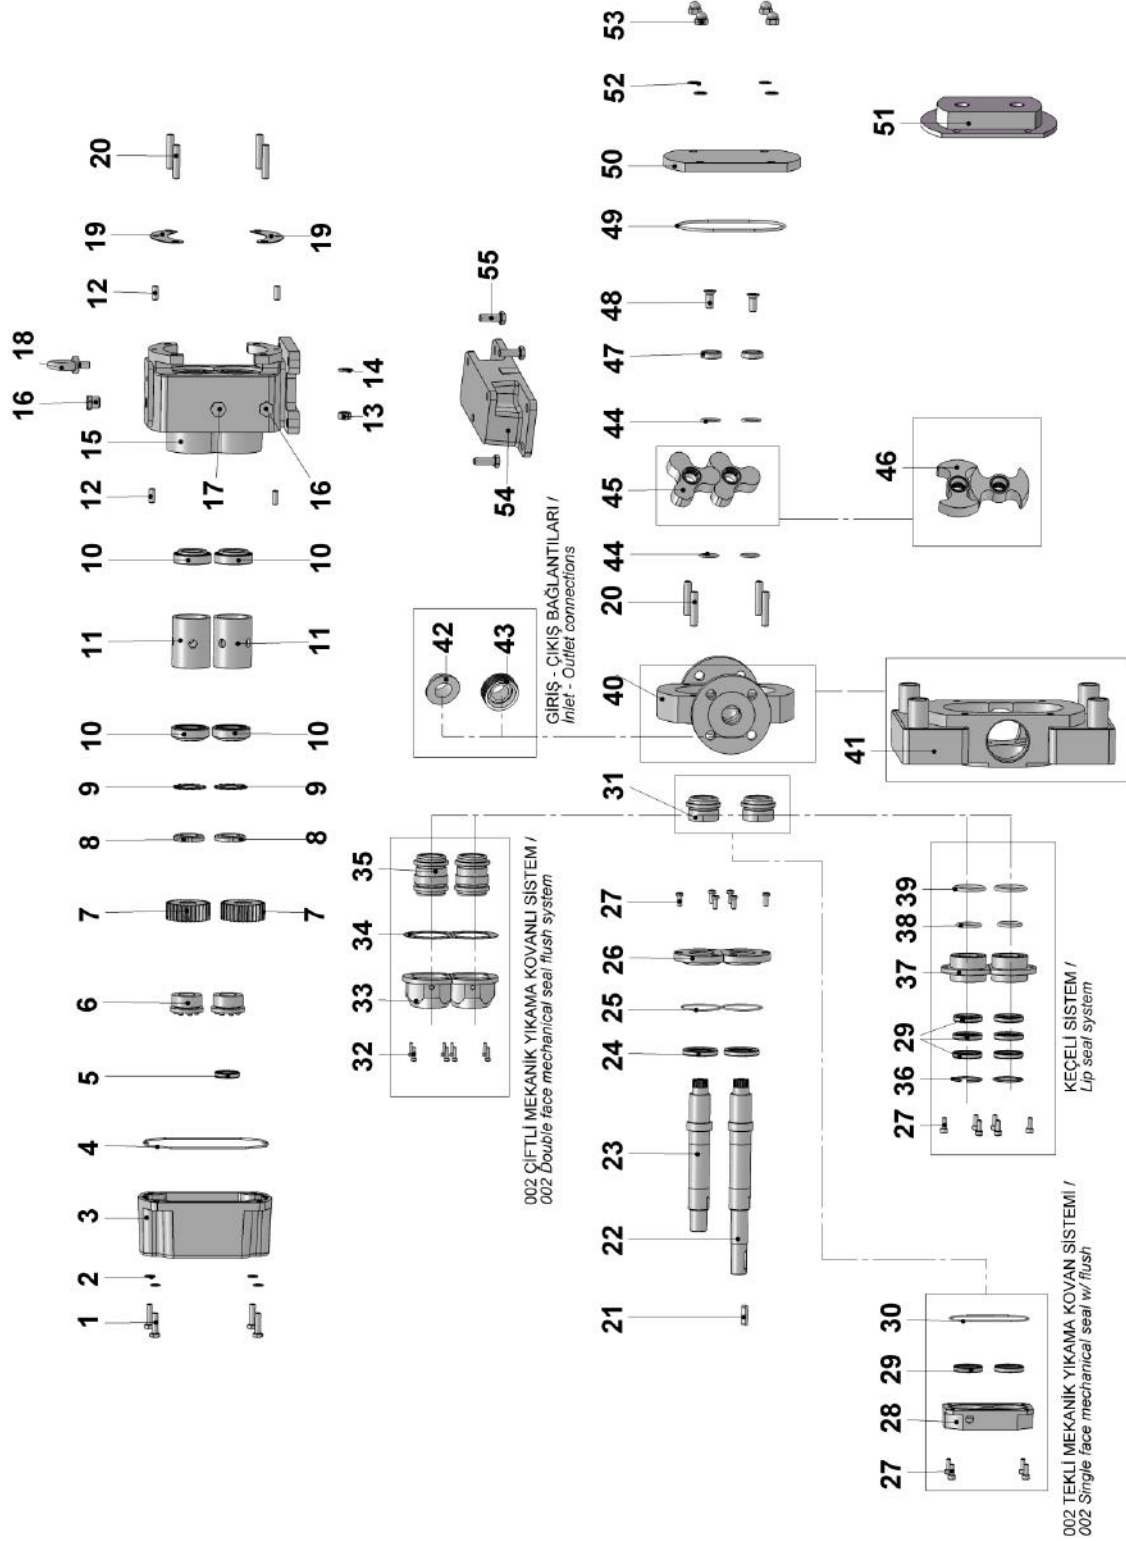 16 18
1 2 3 4 5 6 7 8 9 10 11 10 12 15 12 19 20
17
7 8 9 10 11 10 16 19
13 14
32 33 34 35
42
43
54 55
002 ÇİFTLİ MEKANİK YIKAMA KOVANLI SİSTEM /
002 Double face mechanical seal flush system
GİRİŞ - ÇIKIŞ BAĞLANTILARI /
Inlet - Outlet connections
21 22 23 24 25 26 27 31 40 20 44 45 44 47 48 49 50 52 53
27 28 29 30
27 36 29 37 38 39
41
46
51
002 TEKLİ MEKANİK YIKAMA KOVAN SİSTEMİ /
002 Single face mechanical seal w/ flush
KEÇELİ SİSTEM /
Lip seal system